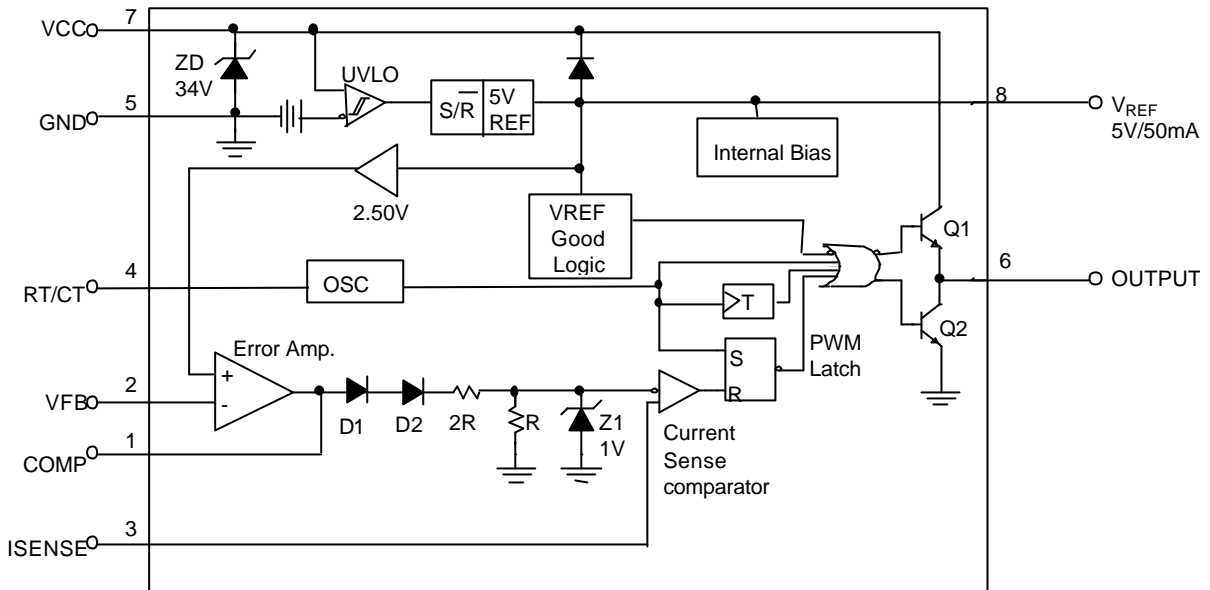 VCC
7
ZD
34V
UVLO
GND
5
S/R
5V
REF
8
VREF
5V/50mA
Internal Bias
2.50V
VREF
Good
Logic
Q1
RT/CT
4
OSC
6
OUTPUT
T
Q2
Error Amp.
PWM
Latch
S
R
+
-
VFB
2
D1
D2
2R
R
Z1
1V
COMP
1
Current
Sense
comparator
ISENSE
3